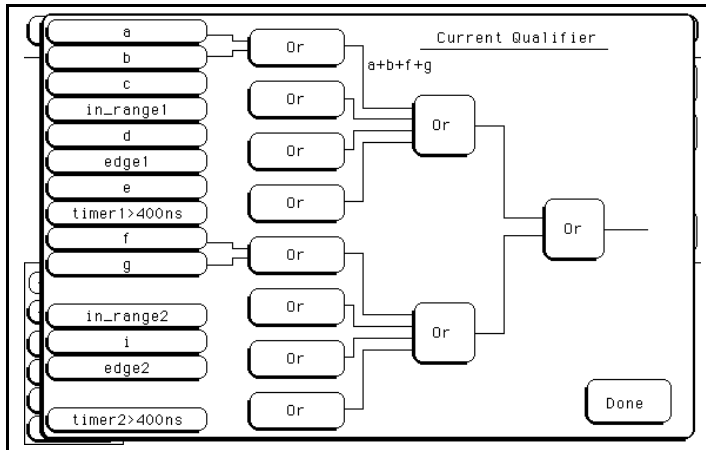 Current Qualifier
a+b+f+g
a
b
c
in_range1
d
edge1
e
timer1>400ns
f
g
in_range2
i
edge2
timer2>400ns
Or
Or
Or
Or
Or
Or
Or
Or
Or
Or
Or
Done